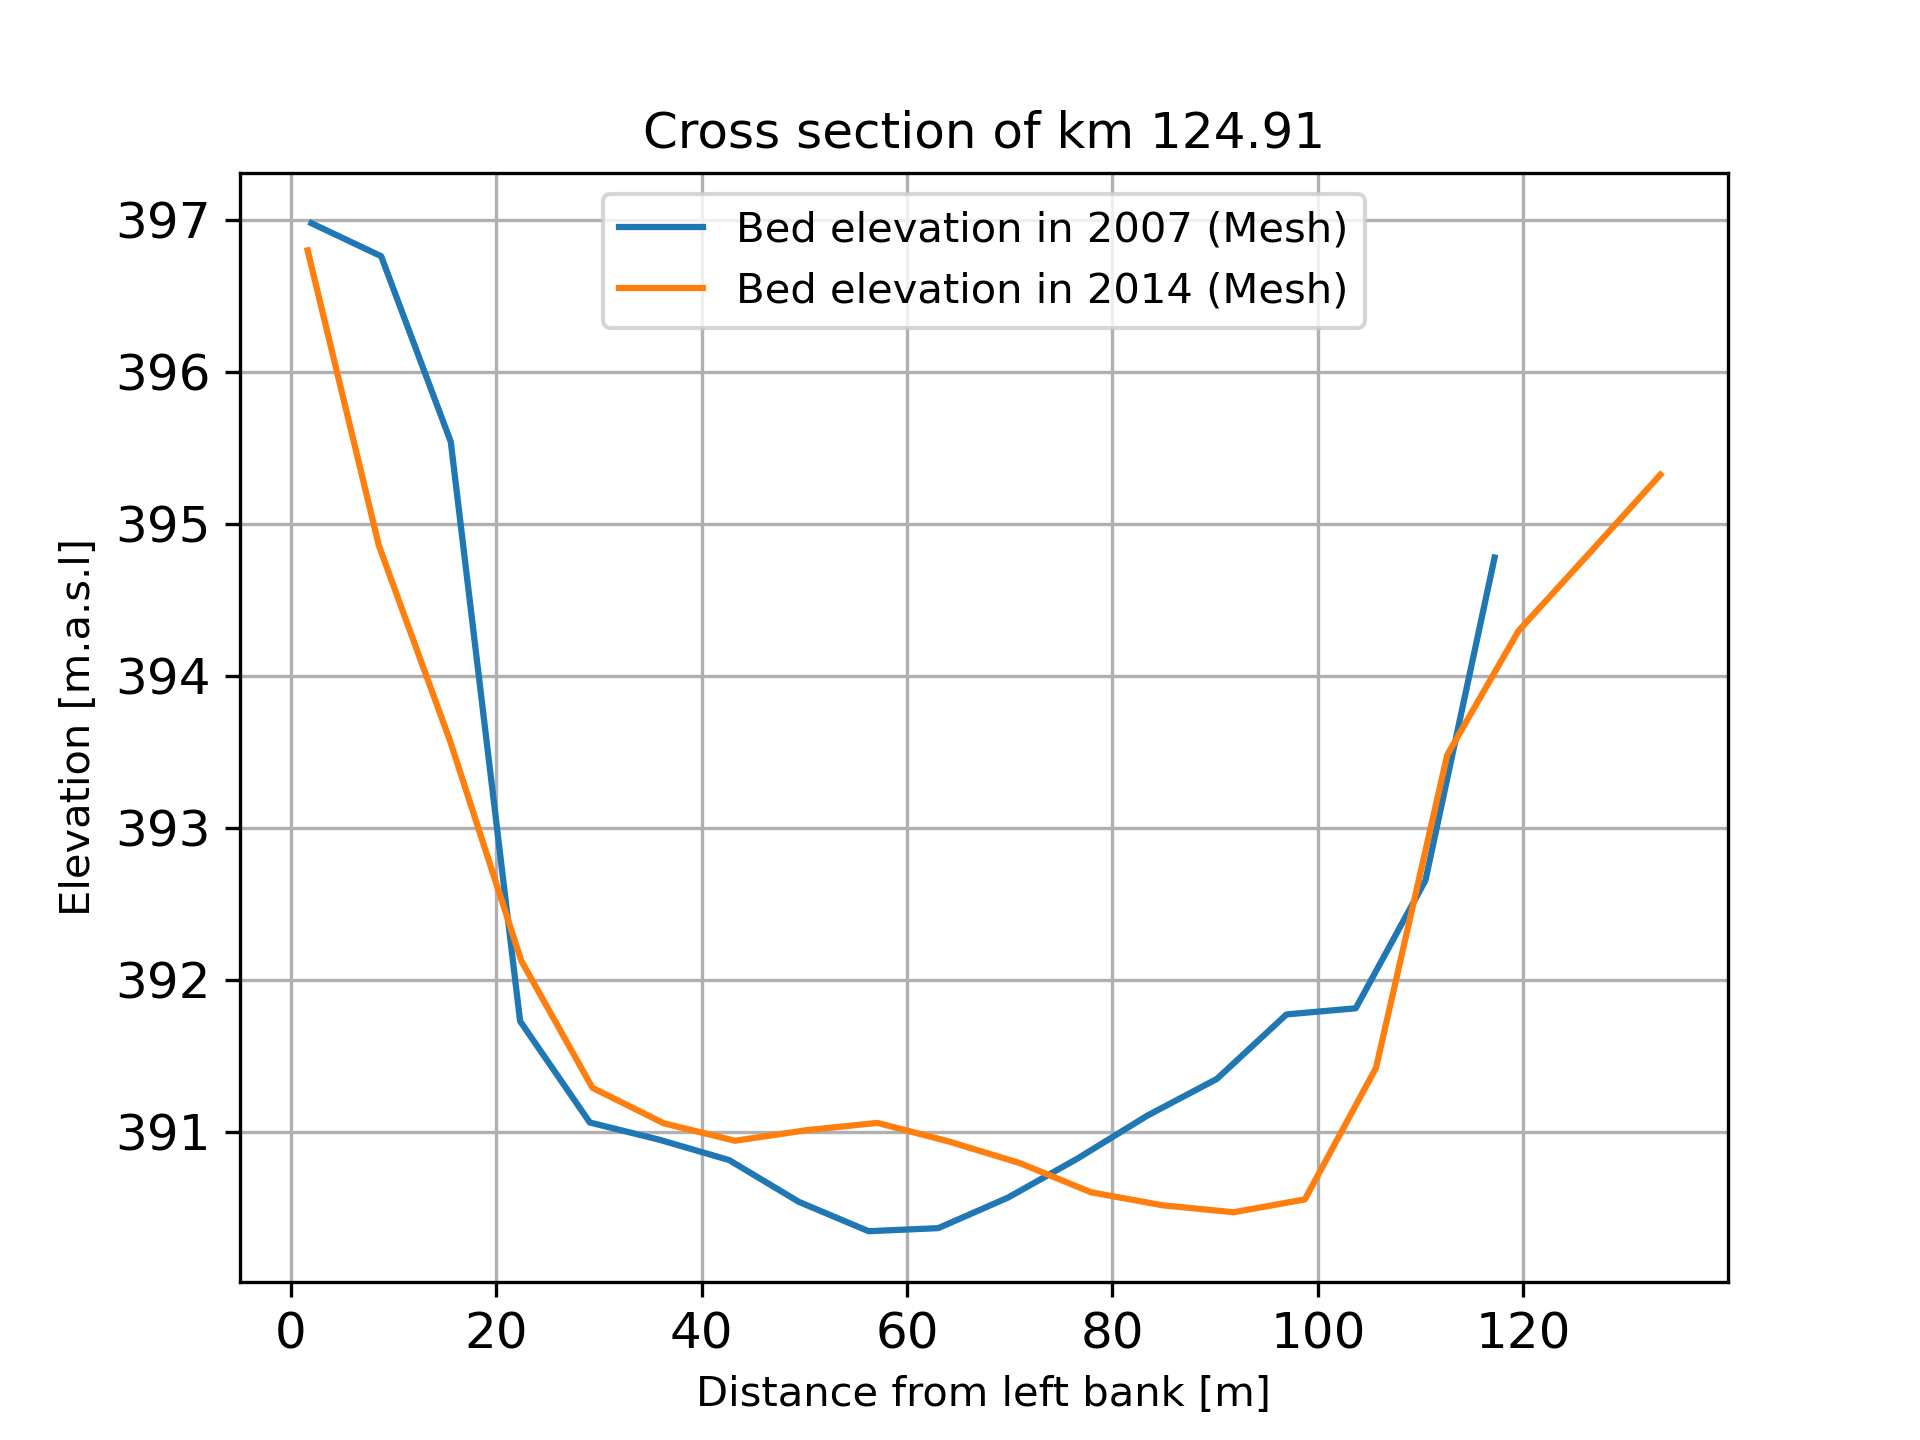 Cross section of km 124.91
Bed elevation in 2007 (Mesh)
Bed elevation in 2014 (Mesh)
Elevation [m.a.s.l]
397
396
395
394
393
392
391
0 20 40 60 80 100 120
Distance from left bank [m]